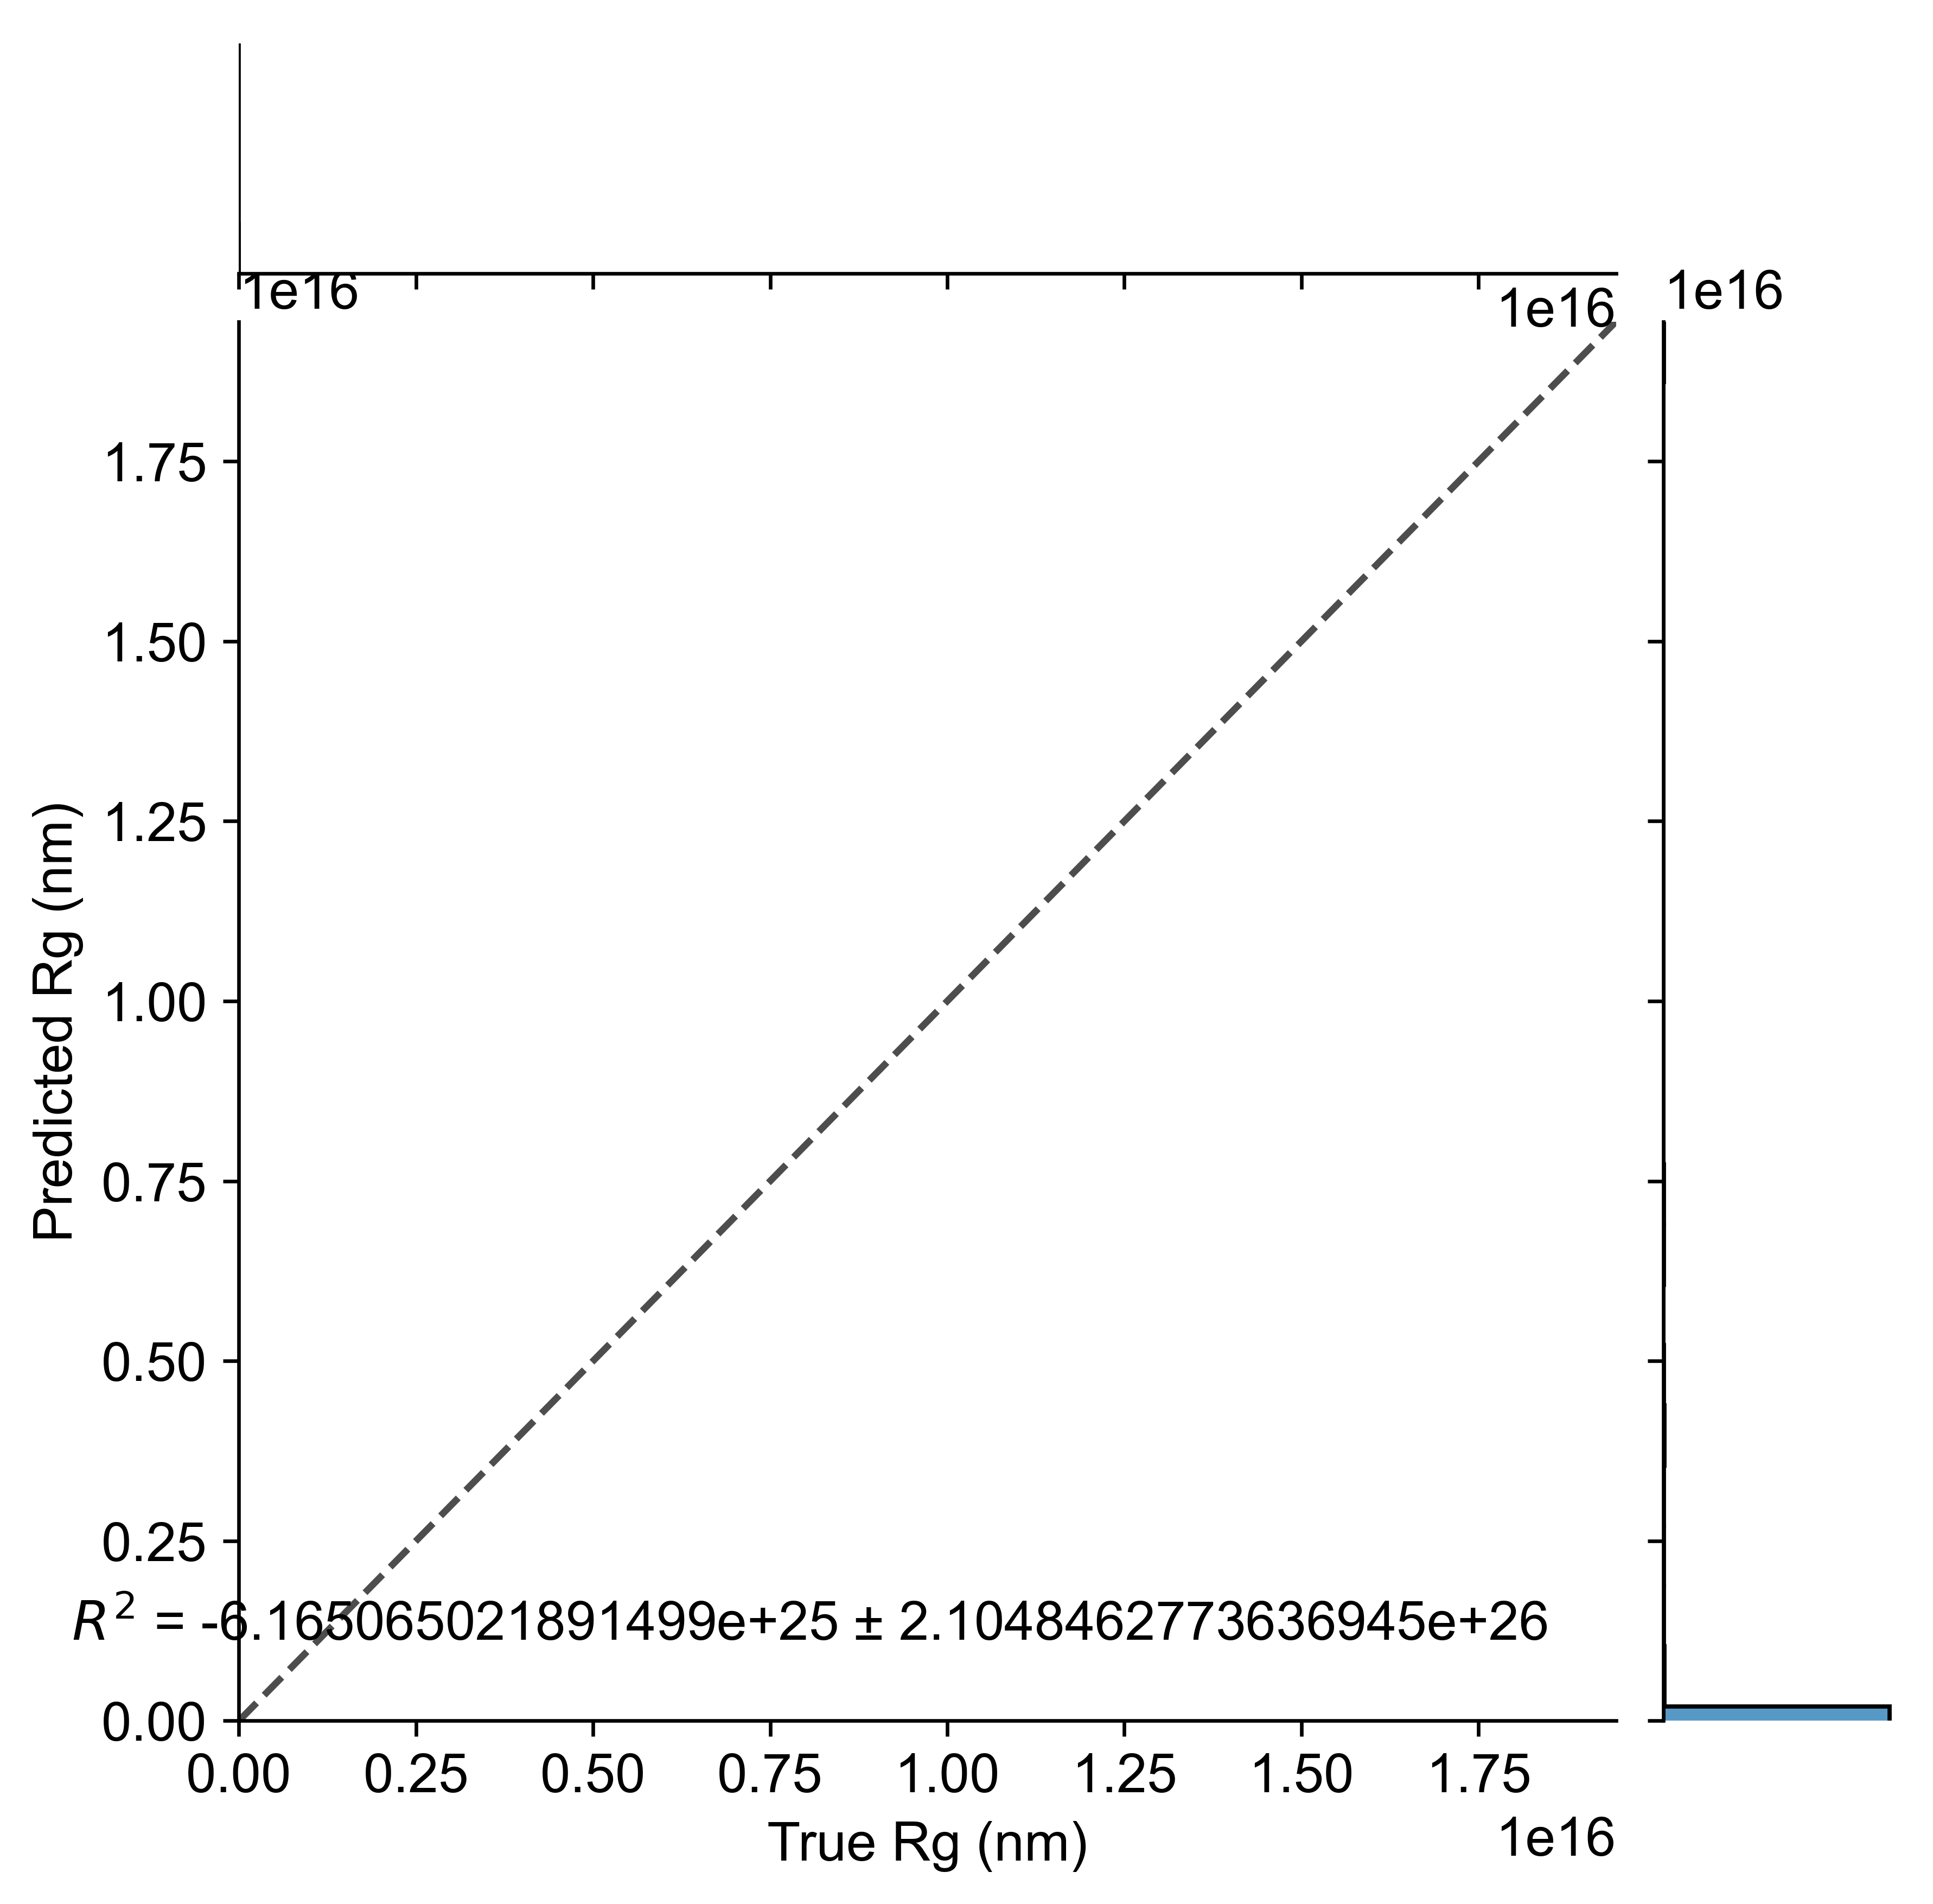 1e16
1e16
1e16
1.75
1.50
1.25
1.00
0.75
0.50
0.25
0.00
Predicted Rg (nm)
R² = -6.165065021891499e+25 ± 2.1048462773636945e+26
0.00 0.25 0.50 0.75 1.00 1.25 1.50 1.75
True Rg (nm)
1e16